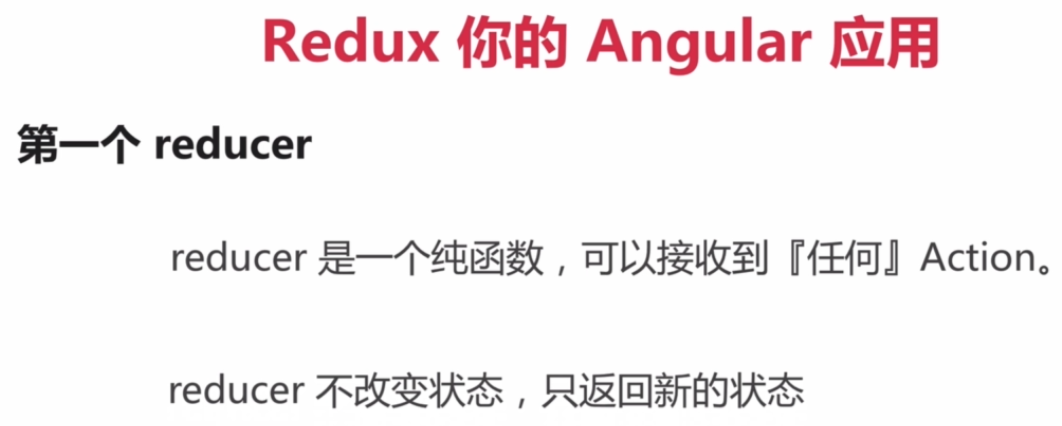 Redux 你的 Angular 应用
第一个 reducer
reducer 是一个纯函数，可以接收到『任何』Action。
reducer 不改变状态，只返回新的状态